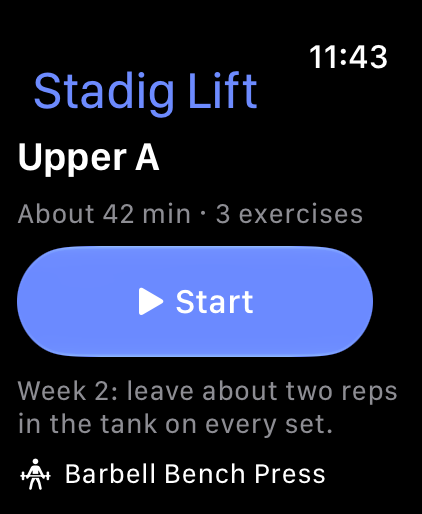 11:43
Stadig Lift
Upper A
About 42 min · 3 exercises
Start
Week 2: leave about two reps
in the tank on every set.
Barbell Bench Press